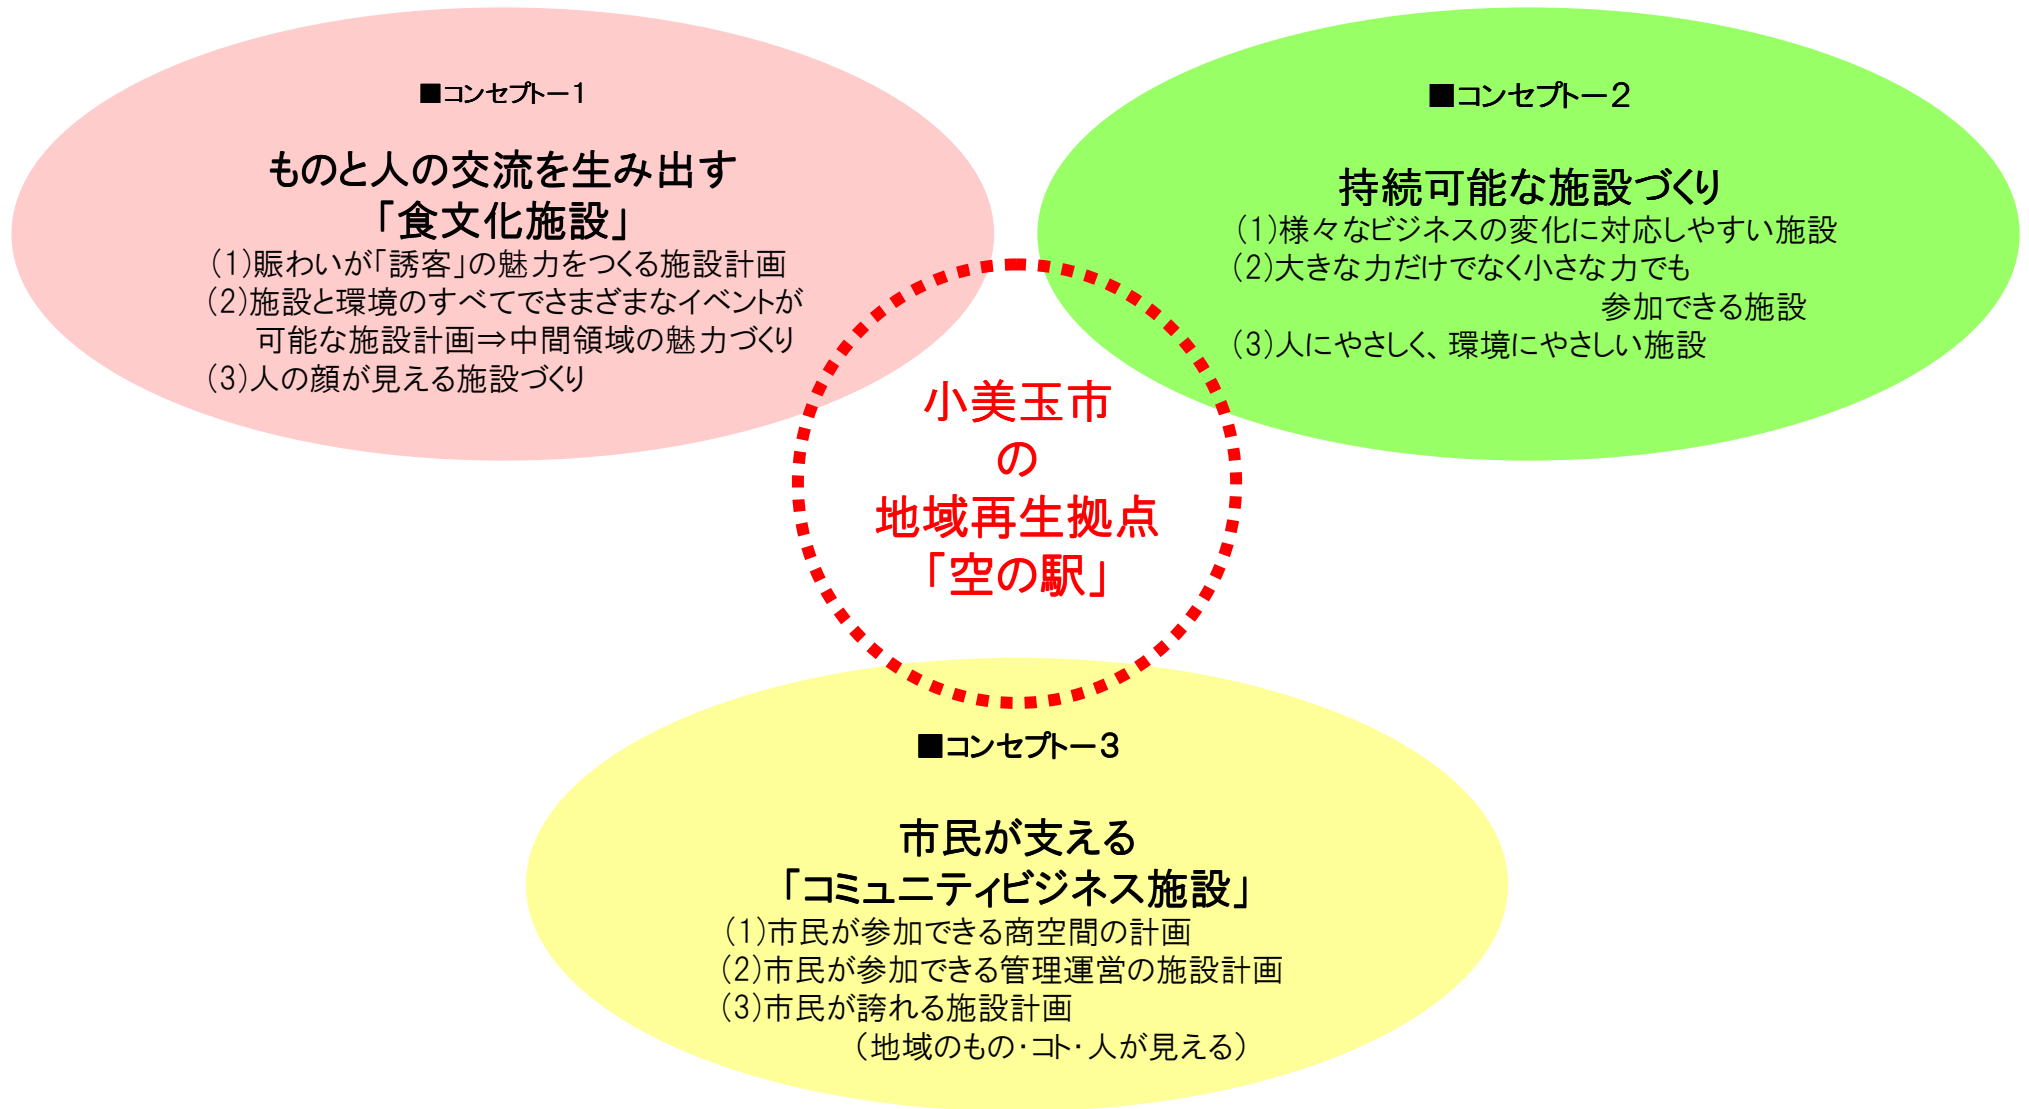 ■コンセプトー1
ものと人の交流を生み出す
「食文化施設」
(1)賑わいが「誘客」の魅力をつくる施設計画
(2)施設と環境のすべてでさまざまなイベントが
可能な施設計画⇒中間領域の魅力づくり
(3)人の顔が見える施設づくり
■コンセプトー2
持続可能な施設づくり
(1)様々なビジネスの変化に対応しやすい施設
(2)大きな力だけでなく小さな力でも
参加できる施設
(3)人にやさしく、環境にやさしい施設
小美玉市
の
地域再生拠点
「空の駅」
■コンセプトー3
市民が支える
「コミュニティビジネス施設」
(1)市民が参加できる商空間の計画
(2)市民が参加できる管理運営の施設計画
(3)市民が誇れる施設計画
（地域のもの・コト・人が見える）